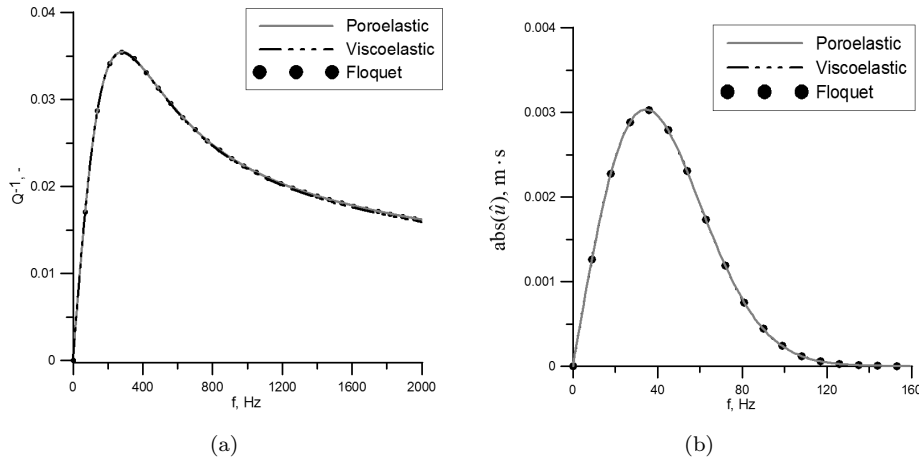 0.04
0.03
0.02
0.01
0
Q⁻¹, -
0 400 800 1200 1600 2000
f, Hz
Poroelastic
Viscoelastic
Floquet
(a)
0.004
0.003
0.002
0.001
0
abs(û), m · s
0 40 80 120 160
f, Hz
Poroelastic
Viscoelastic
Floquet
(b)